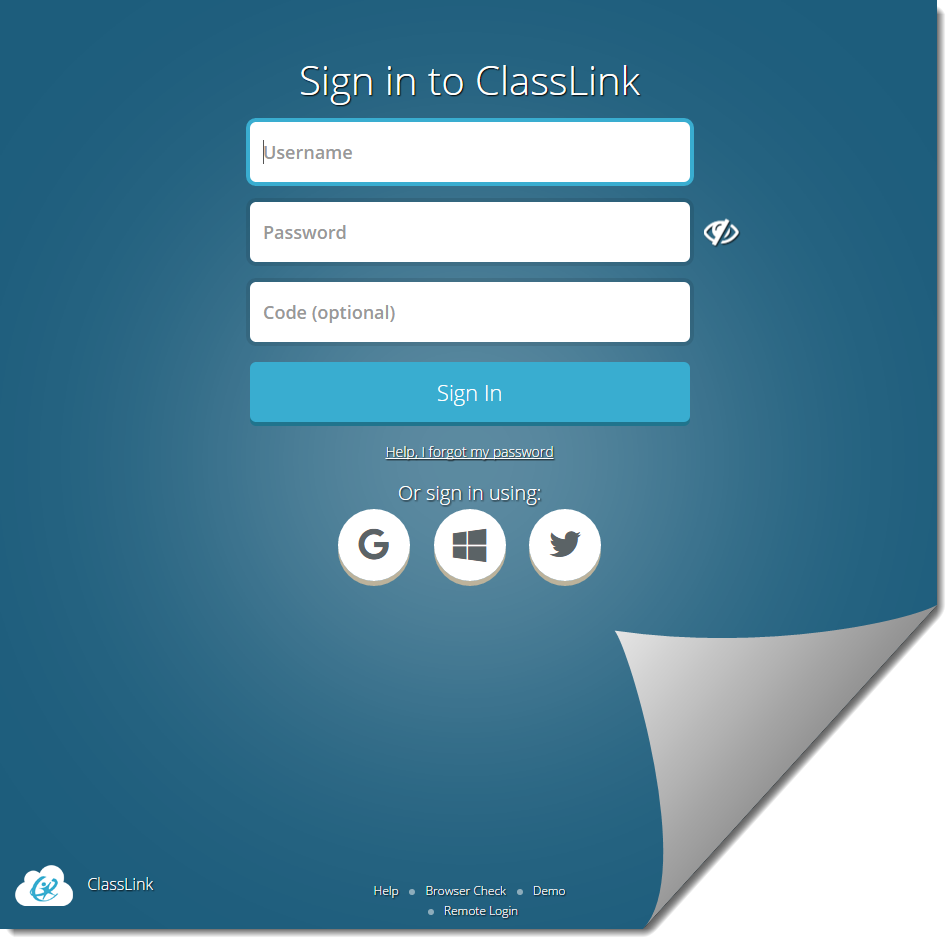 Sign in to ClassLink
Username
Password
Code (optional)
Sign In
Help, I forgot my password
Or sign in using:
ClassLink
Help • Browser Check • Demo
• Remote Login